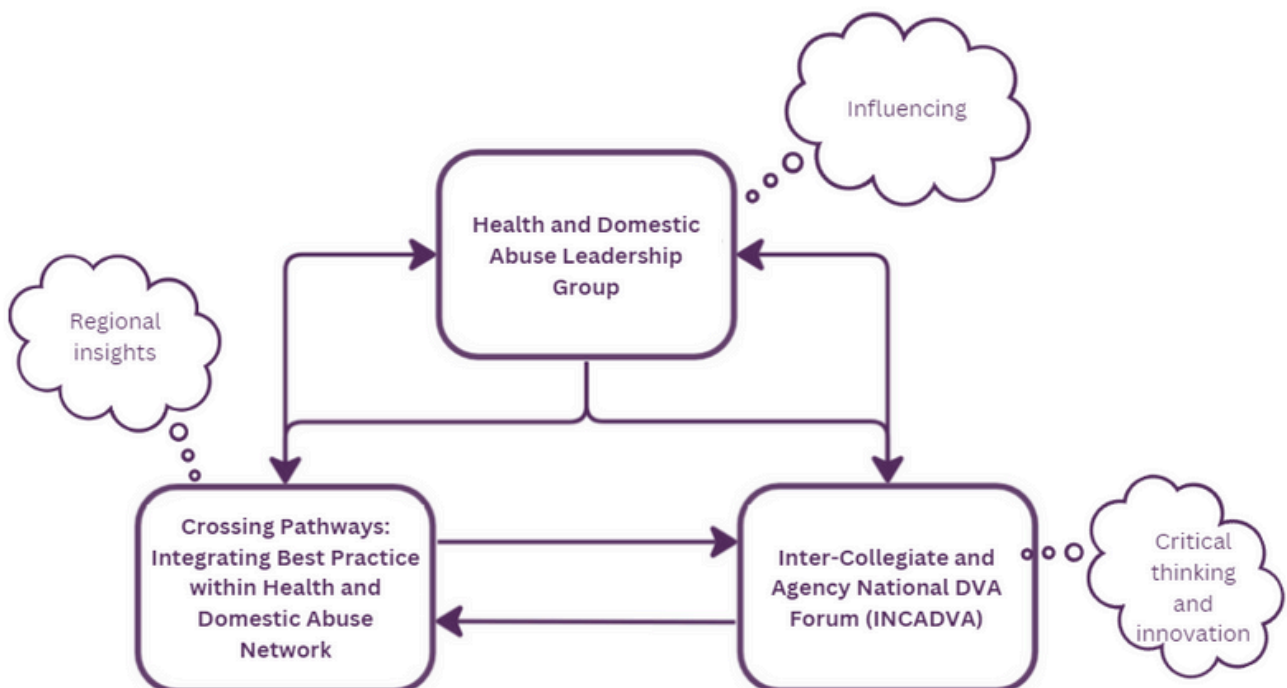 Influencing
Health and Domestic
Abuse Leadership
Group
Regional
insights
Crossing Pathways:
Integrating Best Practice
within Health and
Domestic Abuse
Network
Inter-Collegiate and
Agency National DVA
Forum (INCADVA)
Critical
thinking
and
innovation